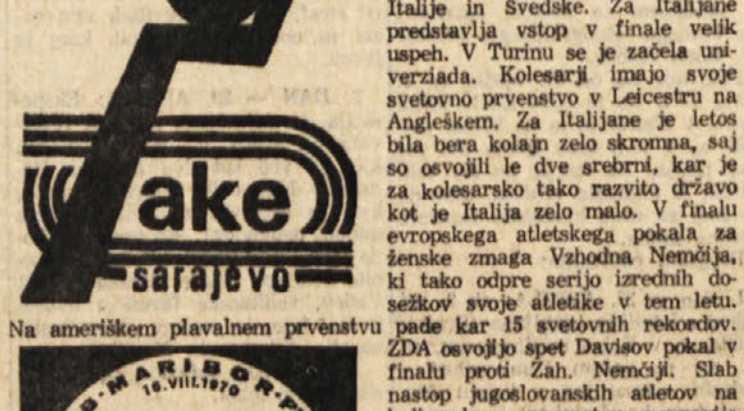 Italije in Švedske. Za Italijane
predstavlja vstop v finale velik
uspeh. V Turinu se je začela uni-
verziada. Kolesarji imajo svoje
svetovno prvenstvo v Leicestru na
Angleškem. Za Italijane je letos
bila bera kolajn zelo skromna, saj
so osvojili le dve srebrni, kar je
za kolesarsko tako razvito državo
kot je Italija zelo malo. V finalu
evropskega atletskega pokala za
ženske zmaga Vzhodna Nemčija,
ki tako odpre serijo izrednih do-
sežkov svoje atletike v tem letu.
Na ameriškem plavalnem prvenstvu pade kar 15 svetovnih rekordov.
ZDA osvojijo spet Davisov pokal v
finalu proti Zah. Nemčiji. Slab
nastop jugoslovanskih atletov na
ake
sarajevo
MARIBOR
16.VIII.1970